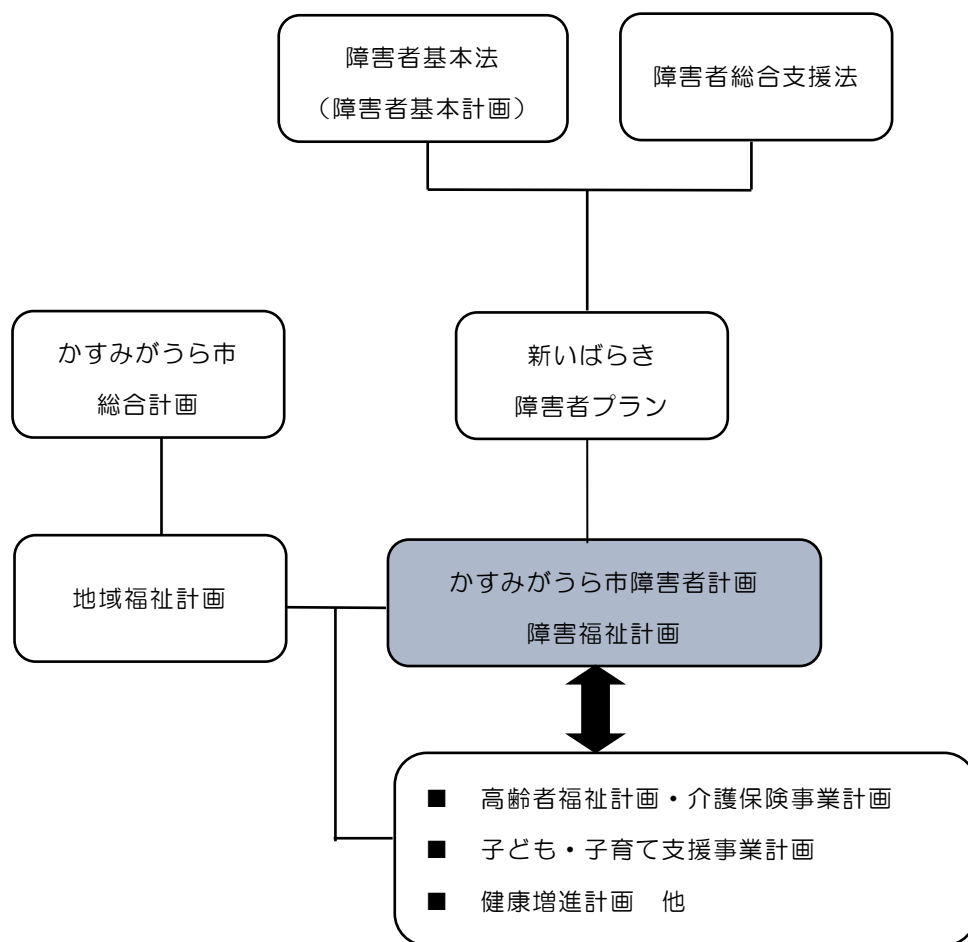 障害者基本法
（障害者基本計画）
障害者総合支援法
かすみがうら市
総合計画
新いばらき
障害者プラン
地域福祉計画
かすみがうら市障害者計画
障害福祉計画
■　高齢者福祉計画・介護保険事業計画
■　子ども・子育て支援事業計画
■　健康増進計画　他